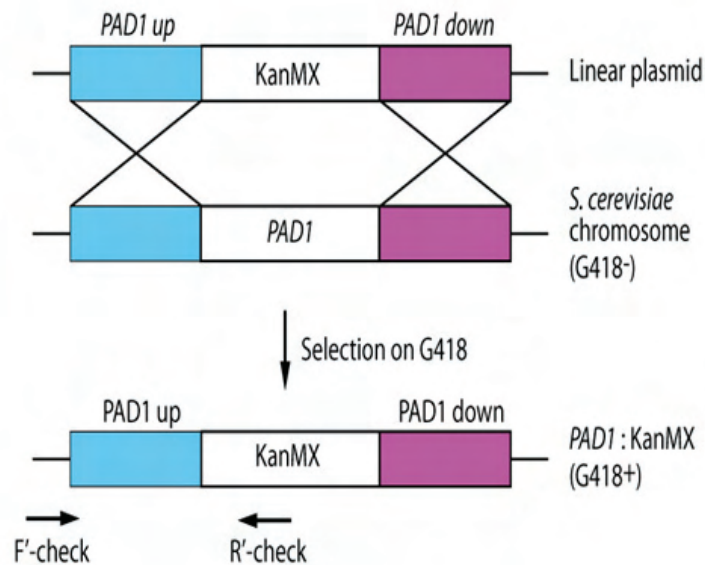 PAD1 up
PAD1 down
KanMX
Linear plasmid
PAD1
S. cerevisiae
chromosome
(G418-)
Selection on G418
PAD1 up
PAD1 down
KanMX
PAD1 : KanMX
(G418+)
F'-check
R'-check